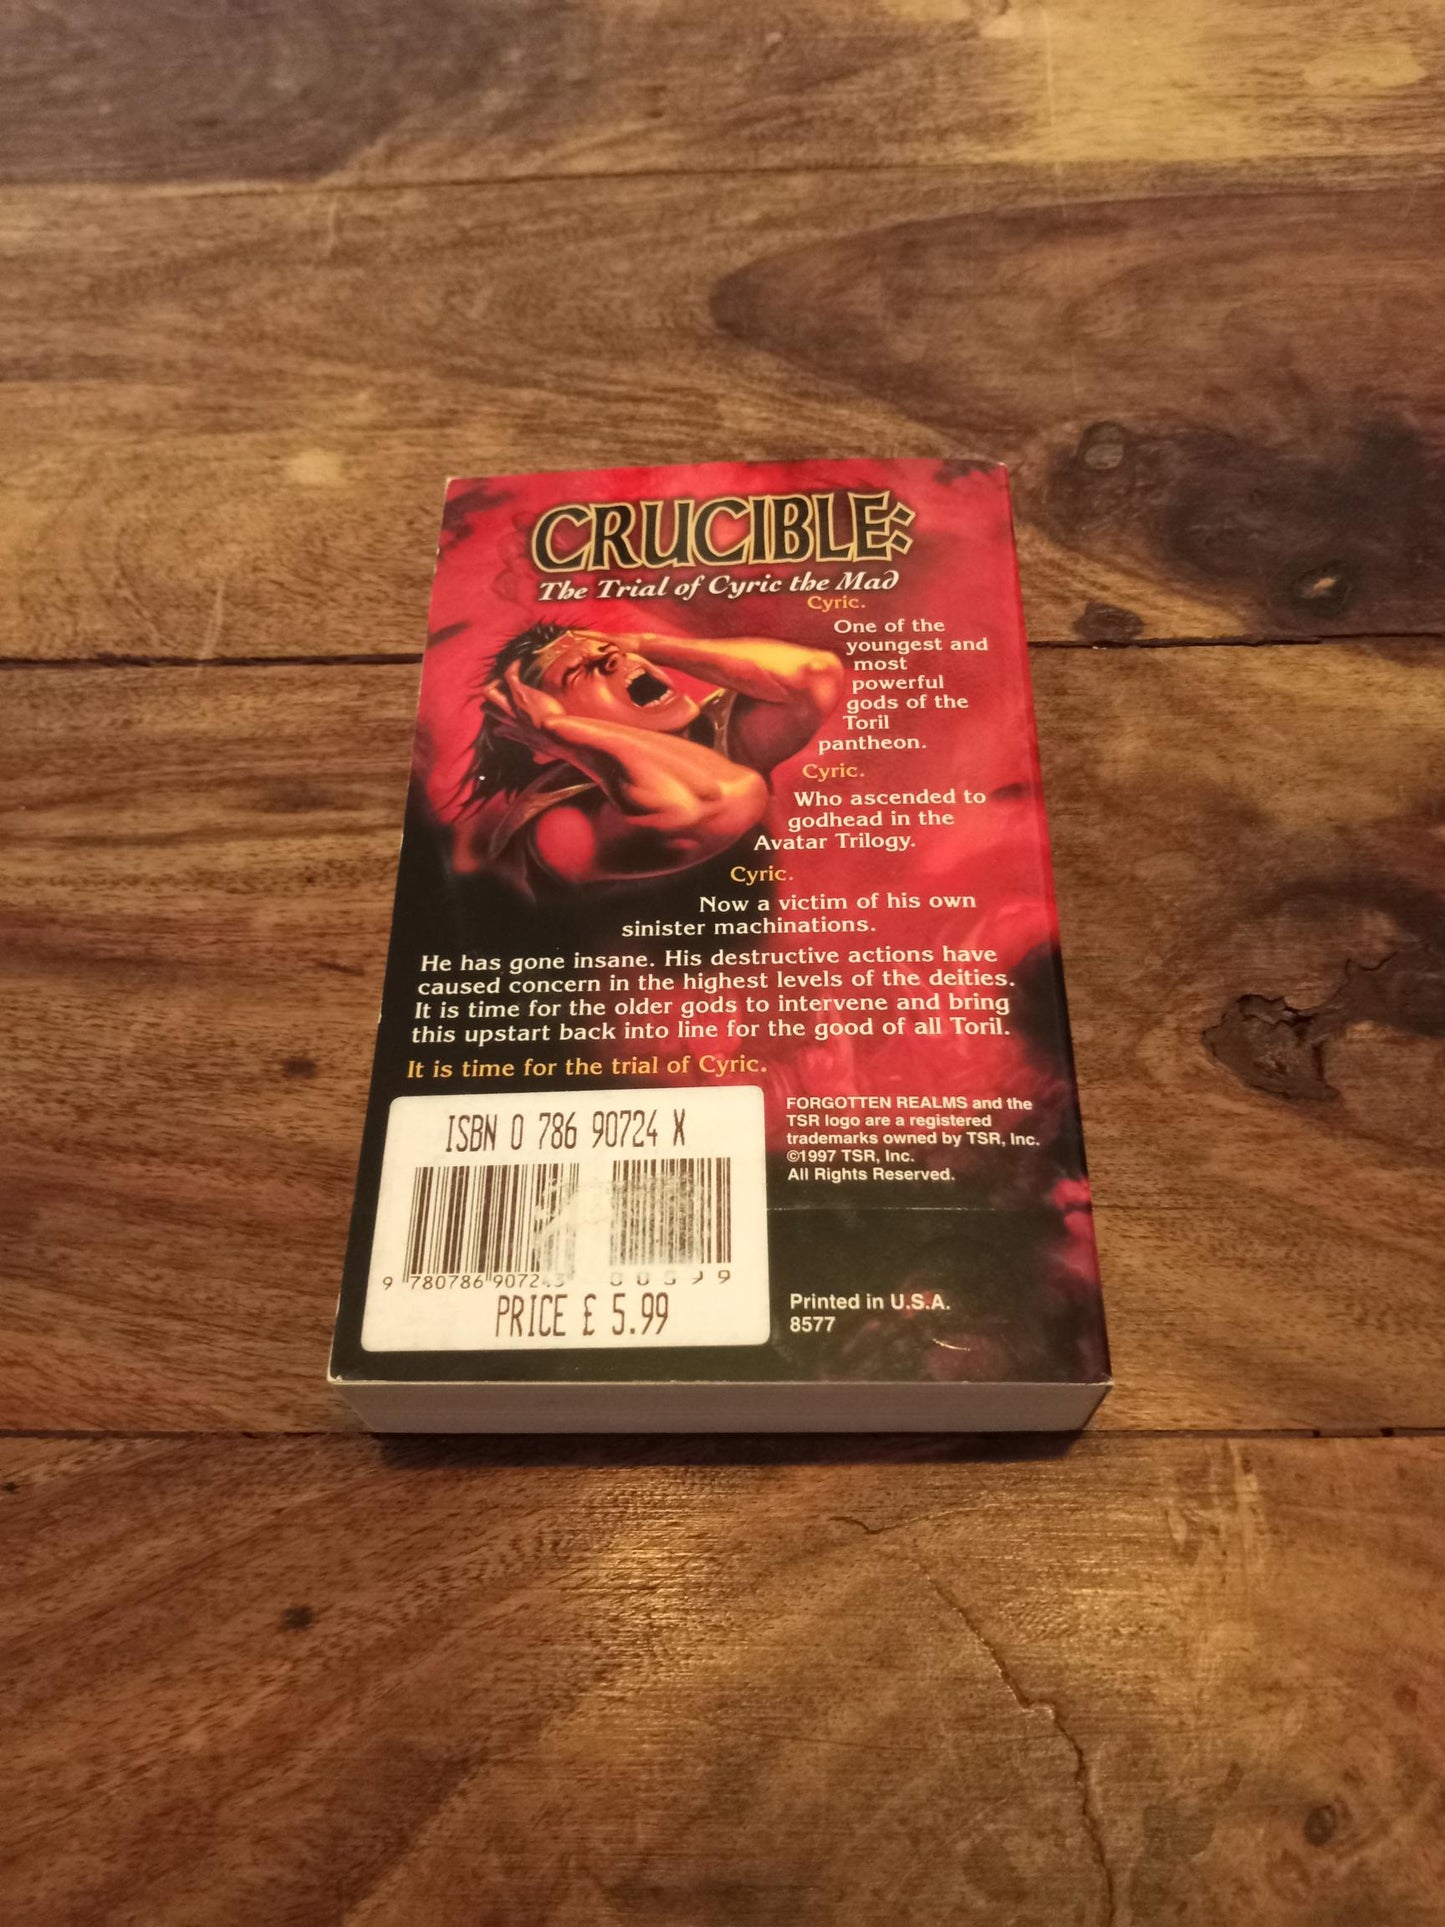 CRUCIBLE:
The Trial of Cyric the Mad
Cyric.
One of the
youngest and
most
powerful
gods of the
Toril
pantheon.
Cyric.
Who ascended to
godhead in the
Avatar Trilogy.
Cyric.
Now a victim of his own
sinister machinations.
He has gone insane. His destructive actions have
caused concern in the highest levels of the deities.
It is time for the older gods to intervene and bring
this upstart back into line for the good of all Toril.
It is time for the trial of Cyric.
ISBN 0 786 90724 X
9 780786 907243
00599
PRICE £ 5.99
FORGOTTEN REALMS and the
TSR logo are a registered
trademarks owned by TSR, Inc.
©1997 TSR, Inc.
All Rights Reserved.
Printed in U.S.A.
8577